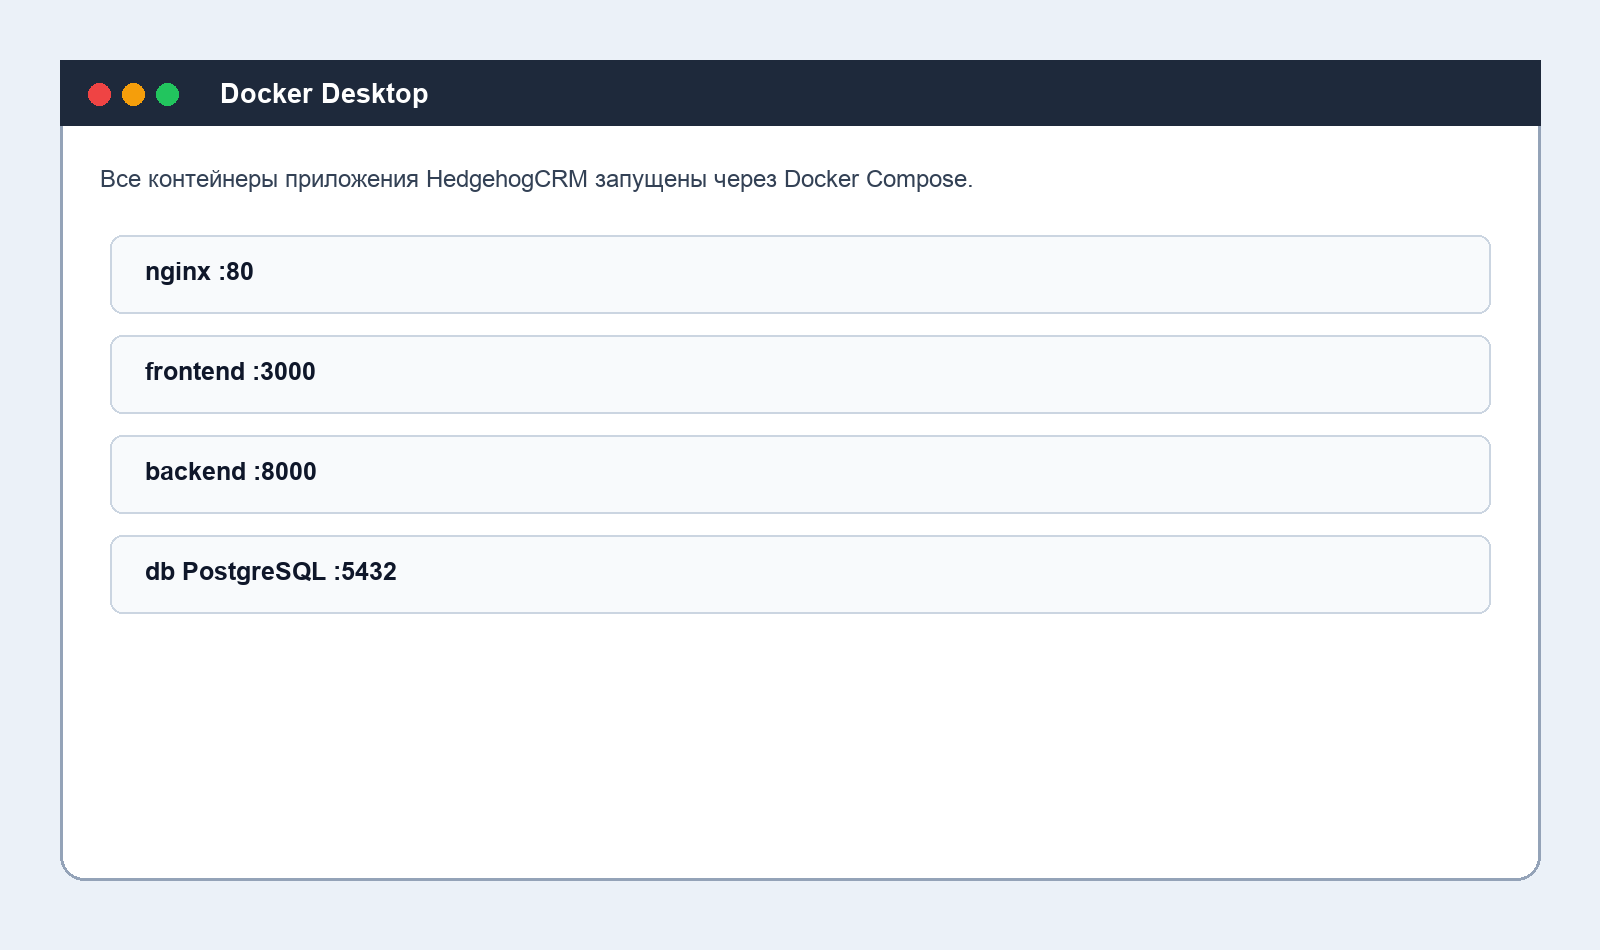 Docker Desktop
Все контейнеры приложения HedgehogCRM запущены через Docker Compose.
nginx :80
frontend :3000
backend :8000
db PostgreSQL :5432